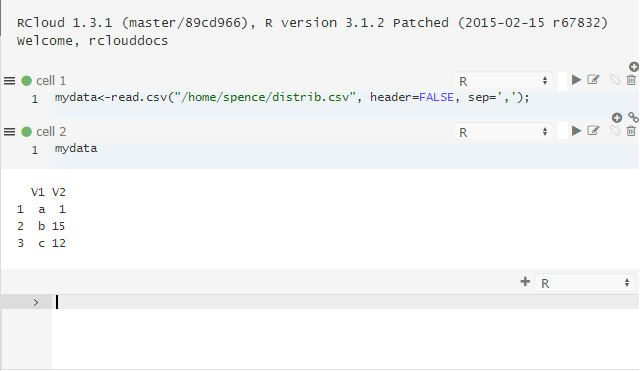 RCloud 1.3.1 (master/89cd966), R version 3.1.2 Patched (2015-02-15 r67832)
Welcome, rclouddocs
cell 1
R
1 mydata<-read.csv("/home/spence/distrib.csv", header=FALSE, sep=',');
cell 2
R
1 mydata
V1 V2
1 a 1
2 b 15
3 c 12
R
>